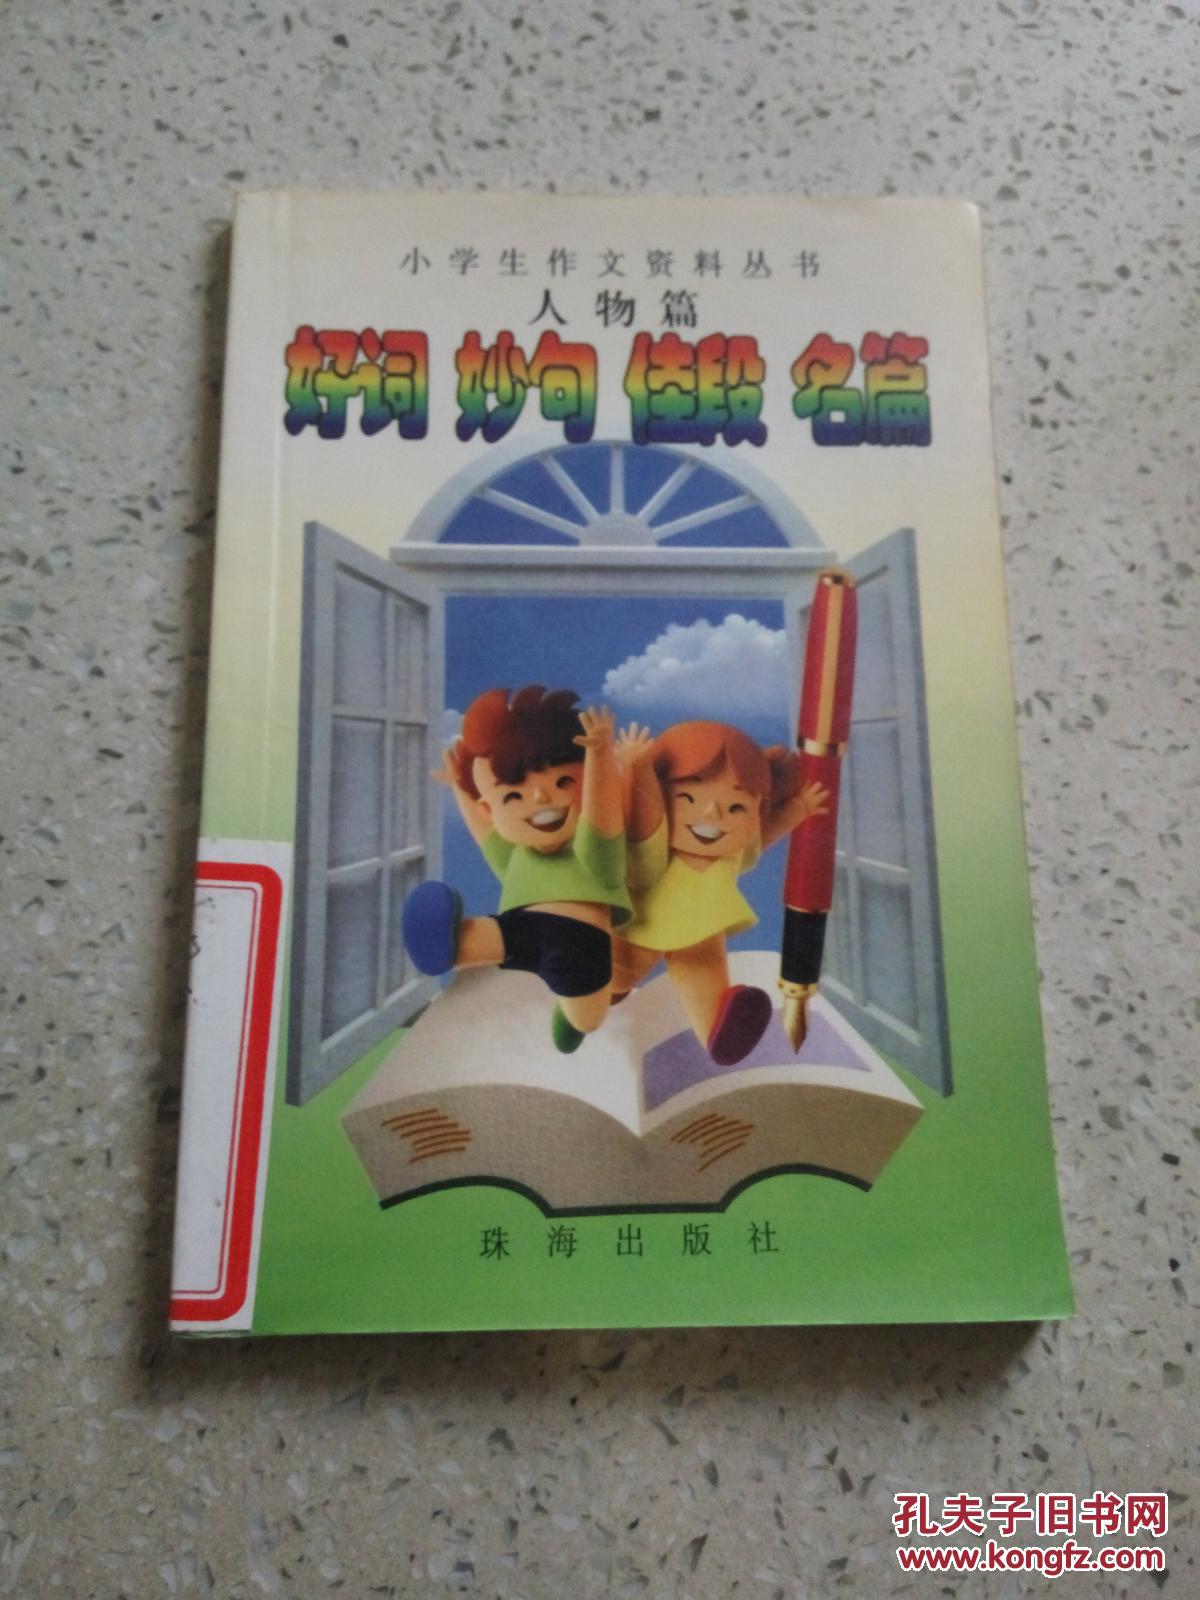 小学生作文资料丛书
人物篇
好词 妙句 佳段 名篇
珠海出版社
孔夫子旧书网
www.kongfz.com